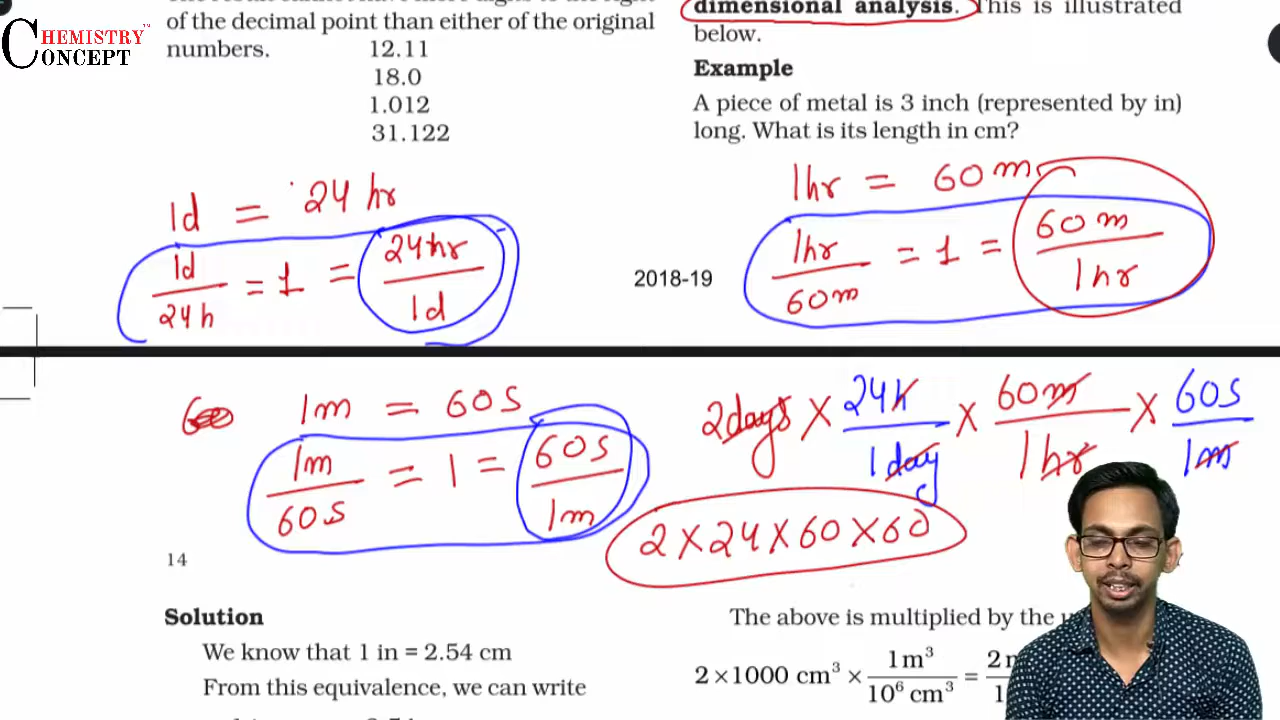 CHEMISTRY CONCEPT TM
of the decimal point than either of the original
numbers.
12.11
18.0
1.012
31.122
dimensional analysis. This is illustrated
below.
Example
A piece of metal is 3 inch (represented by in)
long. What is its length in cm?
1d = 24 hr
1d/24h = 1 = 24hr/1d
2018-19
1hr = 60m
1hr/60m = 1 = 60m/1hr
1m = 60s
1m/60s = 1 = 60s/1m
2days × 24h/1day × 60m/1hr × 60s/1m
2×24×60×60
14
Solution
We know that 1 in = 2.54 cm
From this equivalence, we can write
The above is multiplied by the
2 × 1000 cm³ × 1 m³/10⁶ cm³ =